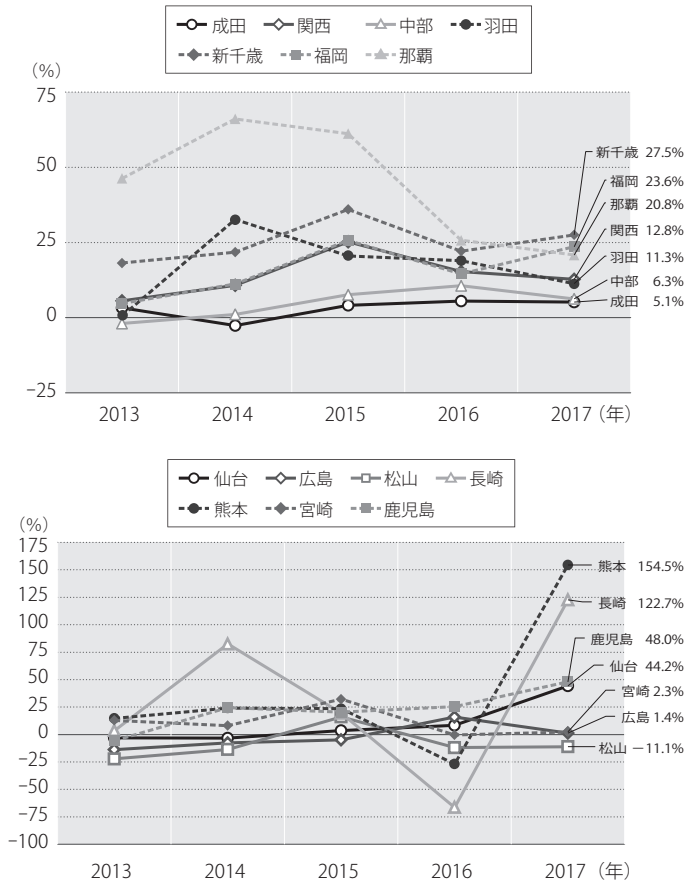 成田 関西 中部 羽田
新千歳 福岡 那覇
（%）
75
50
25
0
−25
新千歳 27.5%
福岡 23.6%
那覇 20.8%
関西 12.8%
羽田 11.3%
中部 6.3%
成田 5.1%
2013 2014 2015 2016 2017（年）
仙台 広島 松山 長崎
熊本 宮崎 鹿児島
（%）
175
150
125
100
75
50
25
0
−25
−50
−75
−100
熊本 154.5%
長崎 122.7%
鹿児島 48.0%
仙台 44.2%
宮崎 2.3%
広島 1.4%
松山 −11.1%
2013 2014 2015 2016 2017（年）